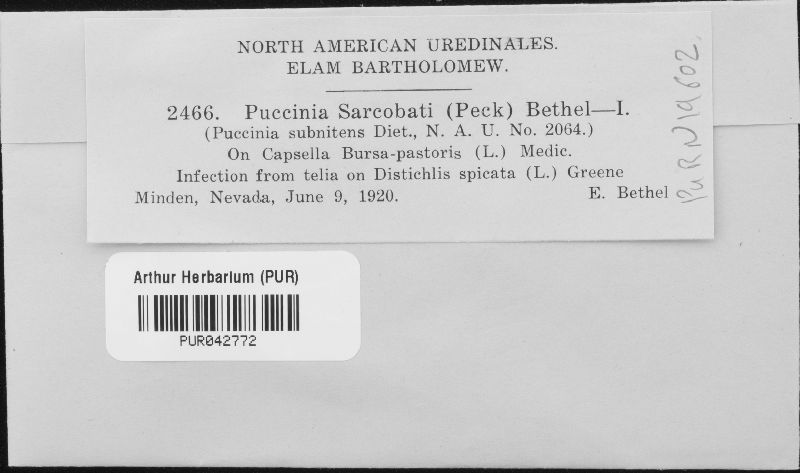 NORTH AMERICAN UREDINALES.
ELAM BARTHOLOMEW.
2466. Puccinia Sarcobati (Peck) Bethel—I.
(Puccinia subnitens Diet., N. A. U. No. 2064.)
On Capsella Bursa-pastoris (L.) Medic.
Infection from telia on Distichlis spicata (L.) Greene
Minden, Nevada, June 9, 1920. E. Bethel
PUR N19602.
Arthur Herbarium (PUR)
PUR042772